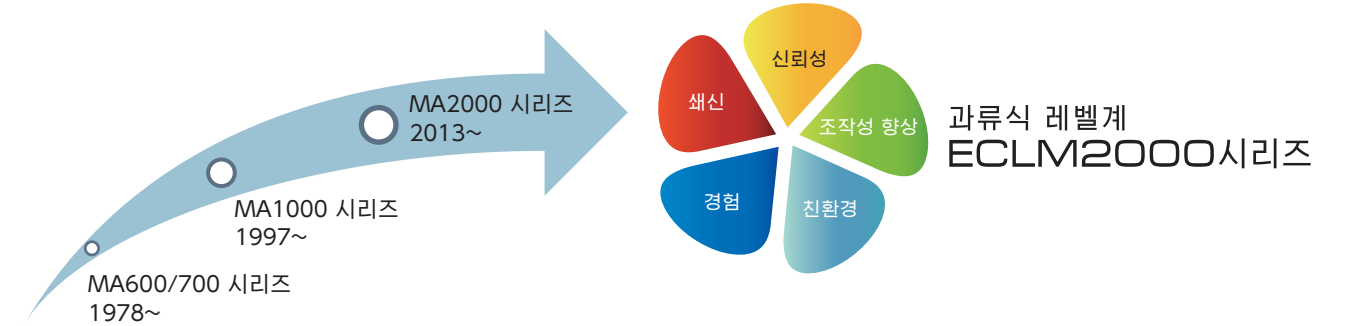 MA600/700 시리즈
1978~
MA1000 시리즈
1997~
MA2000 시리즈
2013~
쇄신
신뢰성
조작성 향상
경험
친환경
과류식 레벨계
ECLM2000시리즈